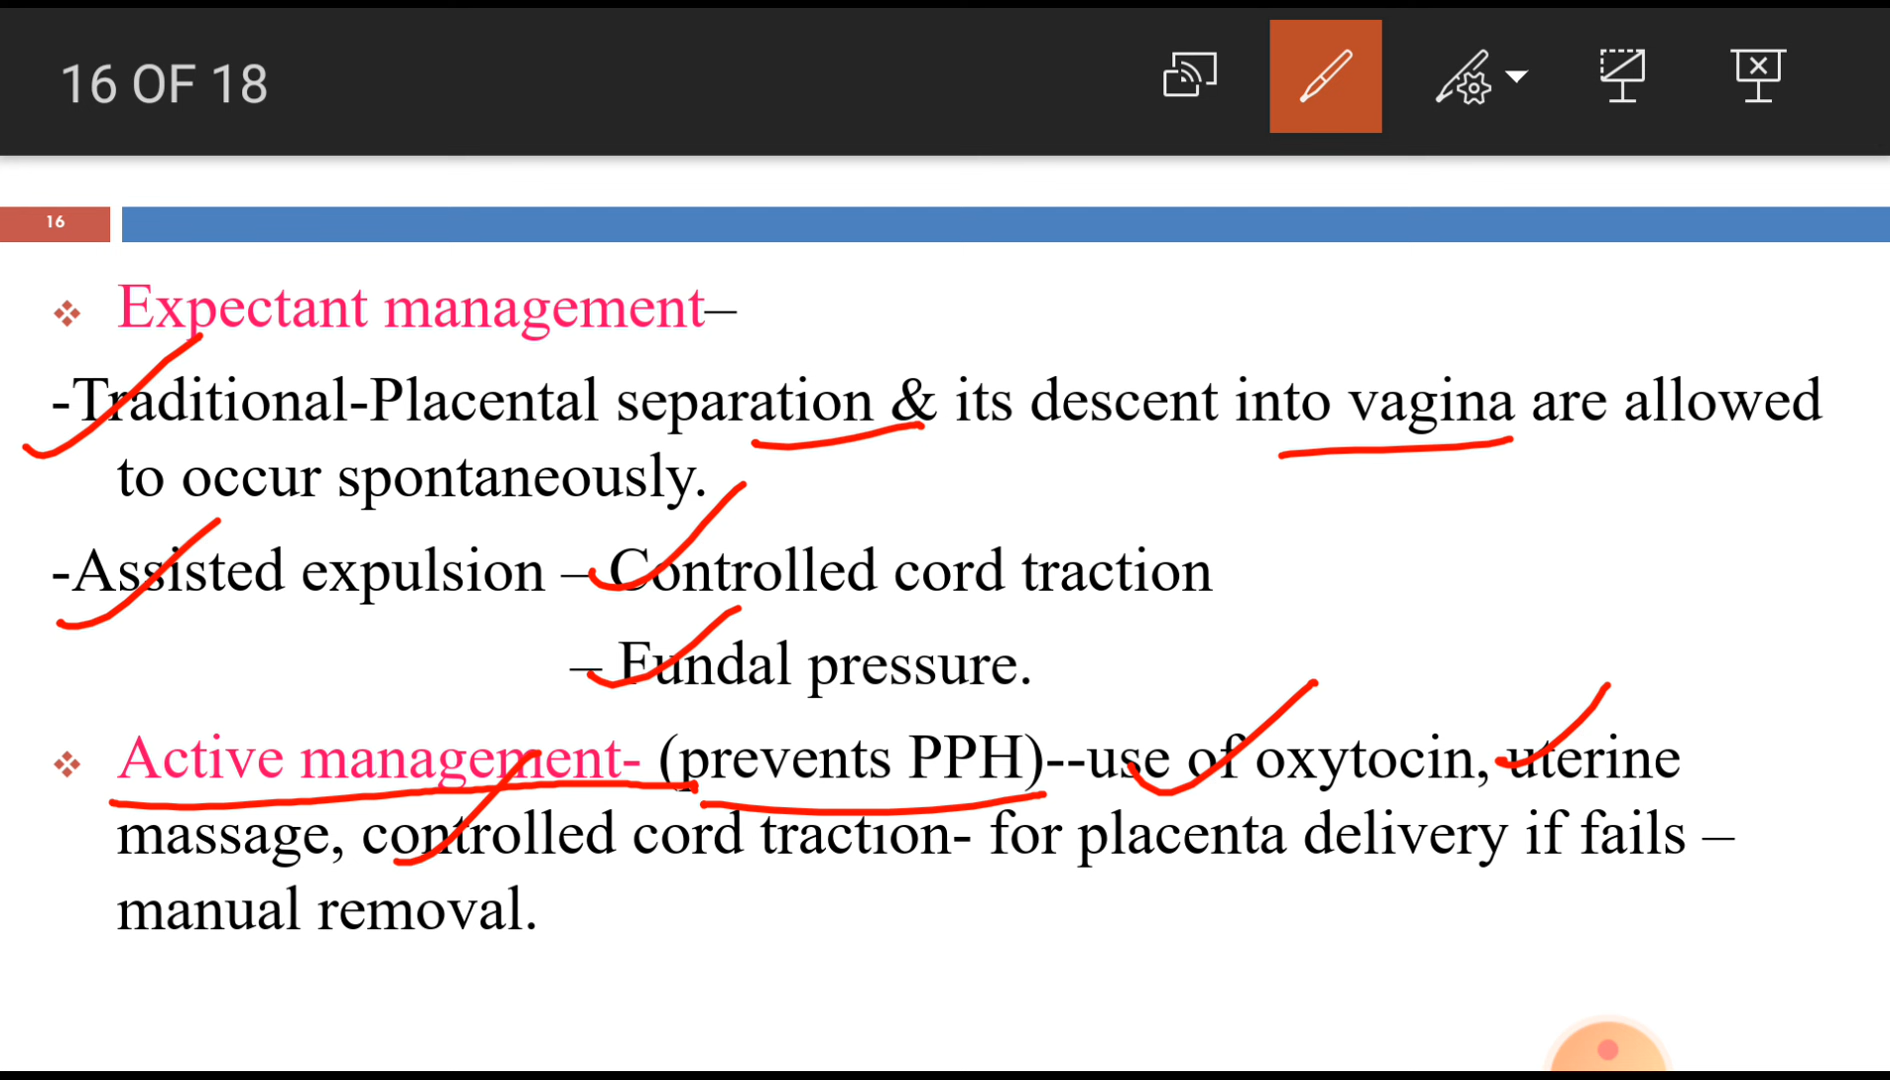 16 OF 18
16
Expectant management–
-Traditional-Placental separation & its descent into vagina are allowed
to occur spontaneously.
-Assisted expulsion – Controlled cord traction
– Fundal pressure.
Active management- (prevents PPH)--use of oxytocin, uterine
massage, controlled cord traction- for placenta delivery if fails –
manual removal.